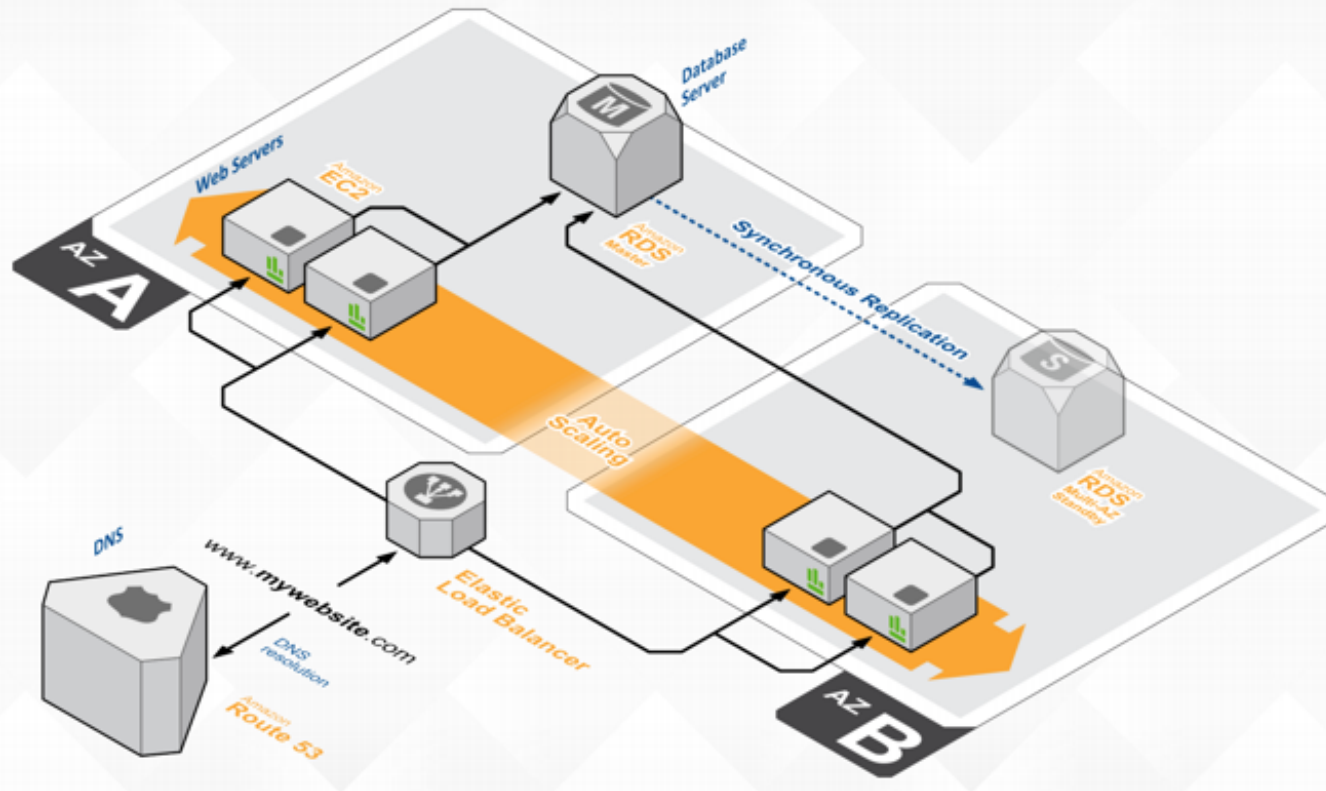 Database
Server
M
Web Servers
Amazon
EC2
Amazon
RDS
Master
Synchronous Replication
AZ
A
S
Auto
Scaling
Amazon
RDS
Multi-AZ
Standby
DNS
www.mywebsite.com
Elastic
Load Balancer
DNS
resolution
Amazon
Route 53
AZ
B